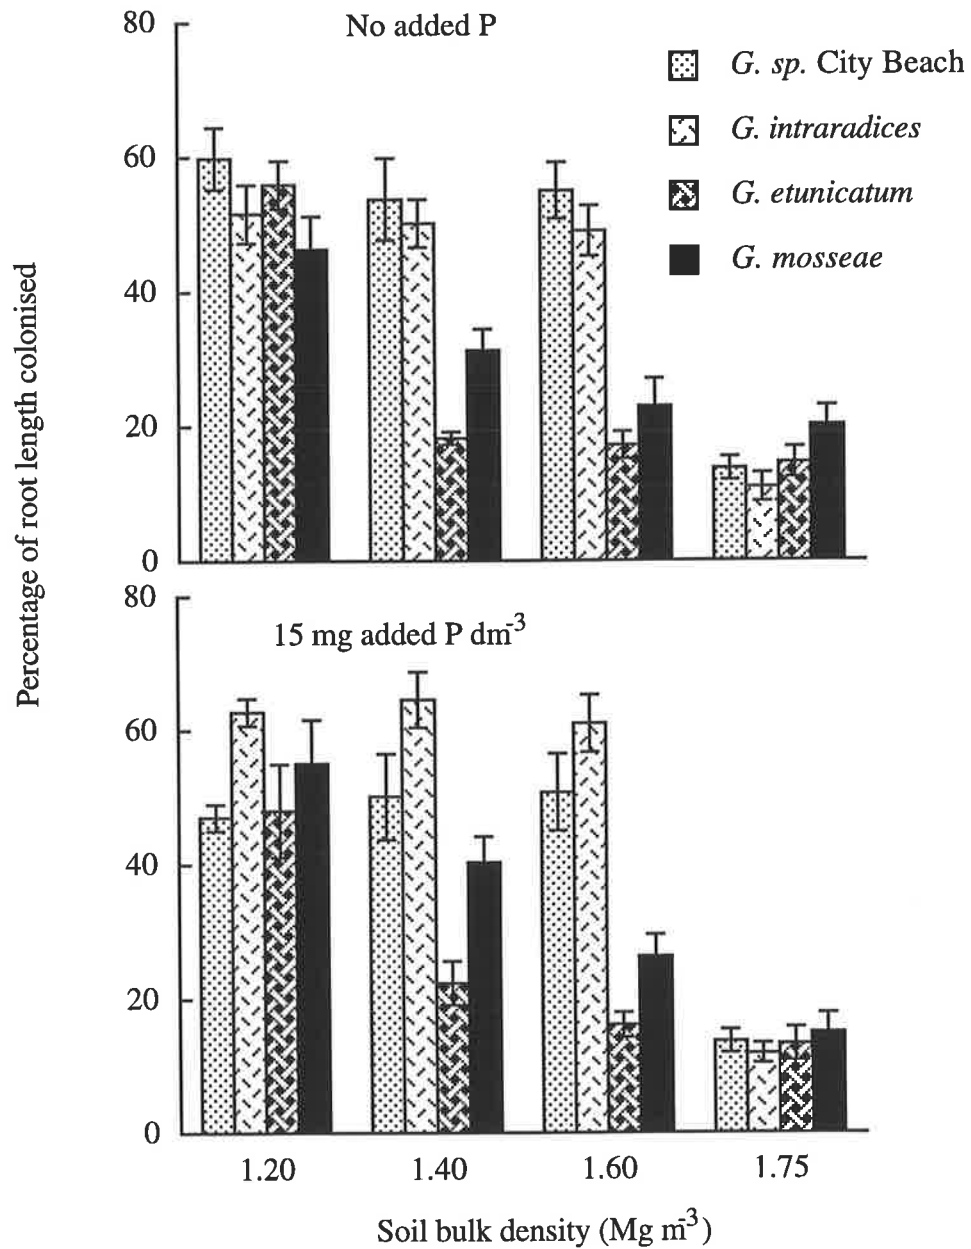 80
No added P
G. sp. City Beach
G. intraradices
60
G. etunicatum
G. mosseae
40
20
0
Percentage of root length colonised
80
15 mg added P dm⁻³
60
40
20
0
1.20 1.40 1.60 1.75
Soil bulk density (Mg m⁻³)